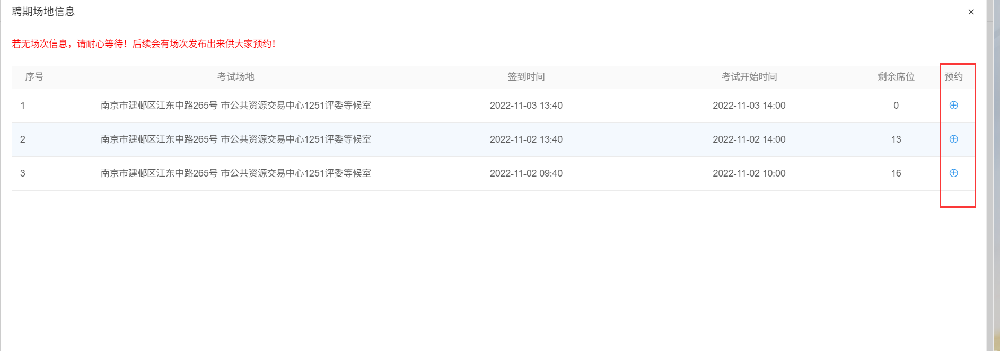 聘期场地信息
若无场次信息，请耐心等待！后续会有场次发布出来供大家预约！
序号 考试场地 签到时间 考试开始时间 剩余席位 预约
1 南京市建邺区江东中路265号 市公共资源交易中心1251评委等候室 2022-11-03 13:40 2022-11-03 14:00 0
2 南京市建邺区江东中路265号 市公共资源交易中心1251评委等候室 2022-11-02 13:40 2022-11-02 14:00 13
3 南京市建邺区江东中路265号 市公共资源交易中心1251评委等候室 2022-11-02 09:40 2022-11-02 10:00 16